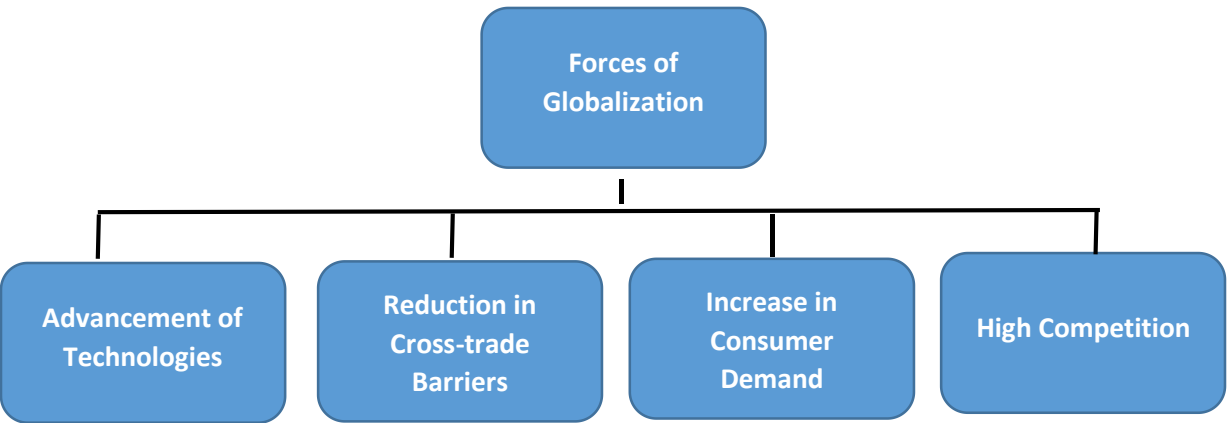 Forces of
Globalization
Advancement of
Technologies
Reduction in
Cross-trade
Barriers
Increase in
Consumer
Demand
High Competition